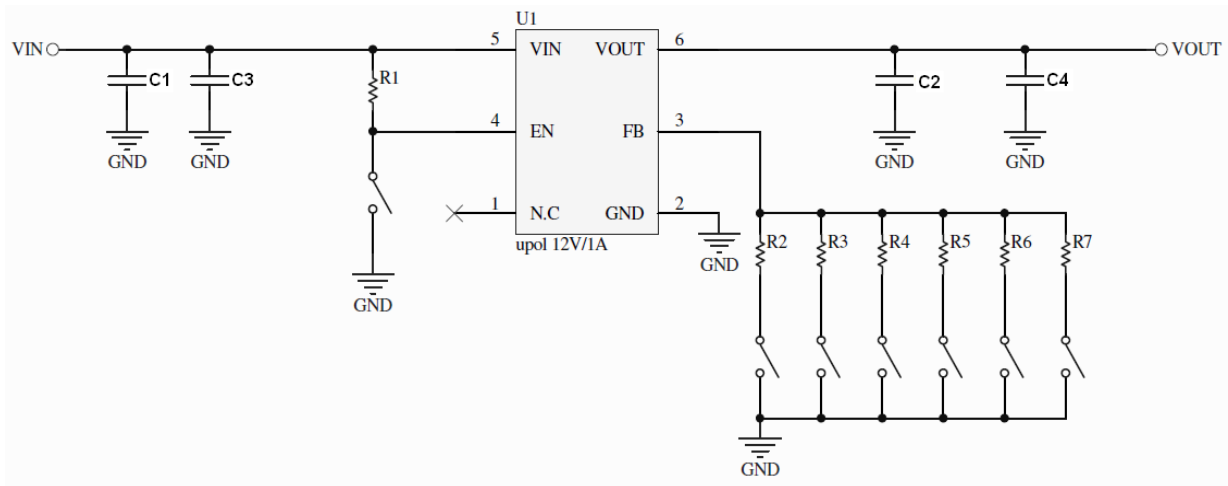 U1
VIN
5
VIN
VOUT
6
VOUT
C1
C3
R1
C2
C4
GND
GND
4
EN
FB
3
GND
GND
1
N.C
GND
2
upol 12V/1A
GND
R2
R3
R4
R5
R6
R7
GND
GND